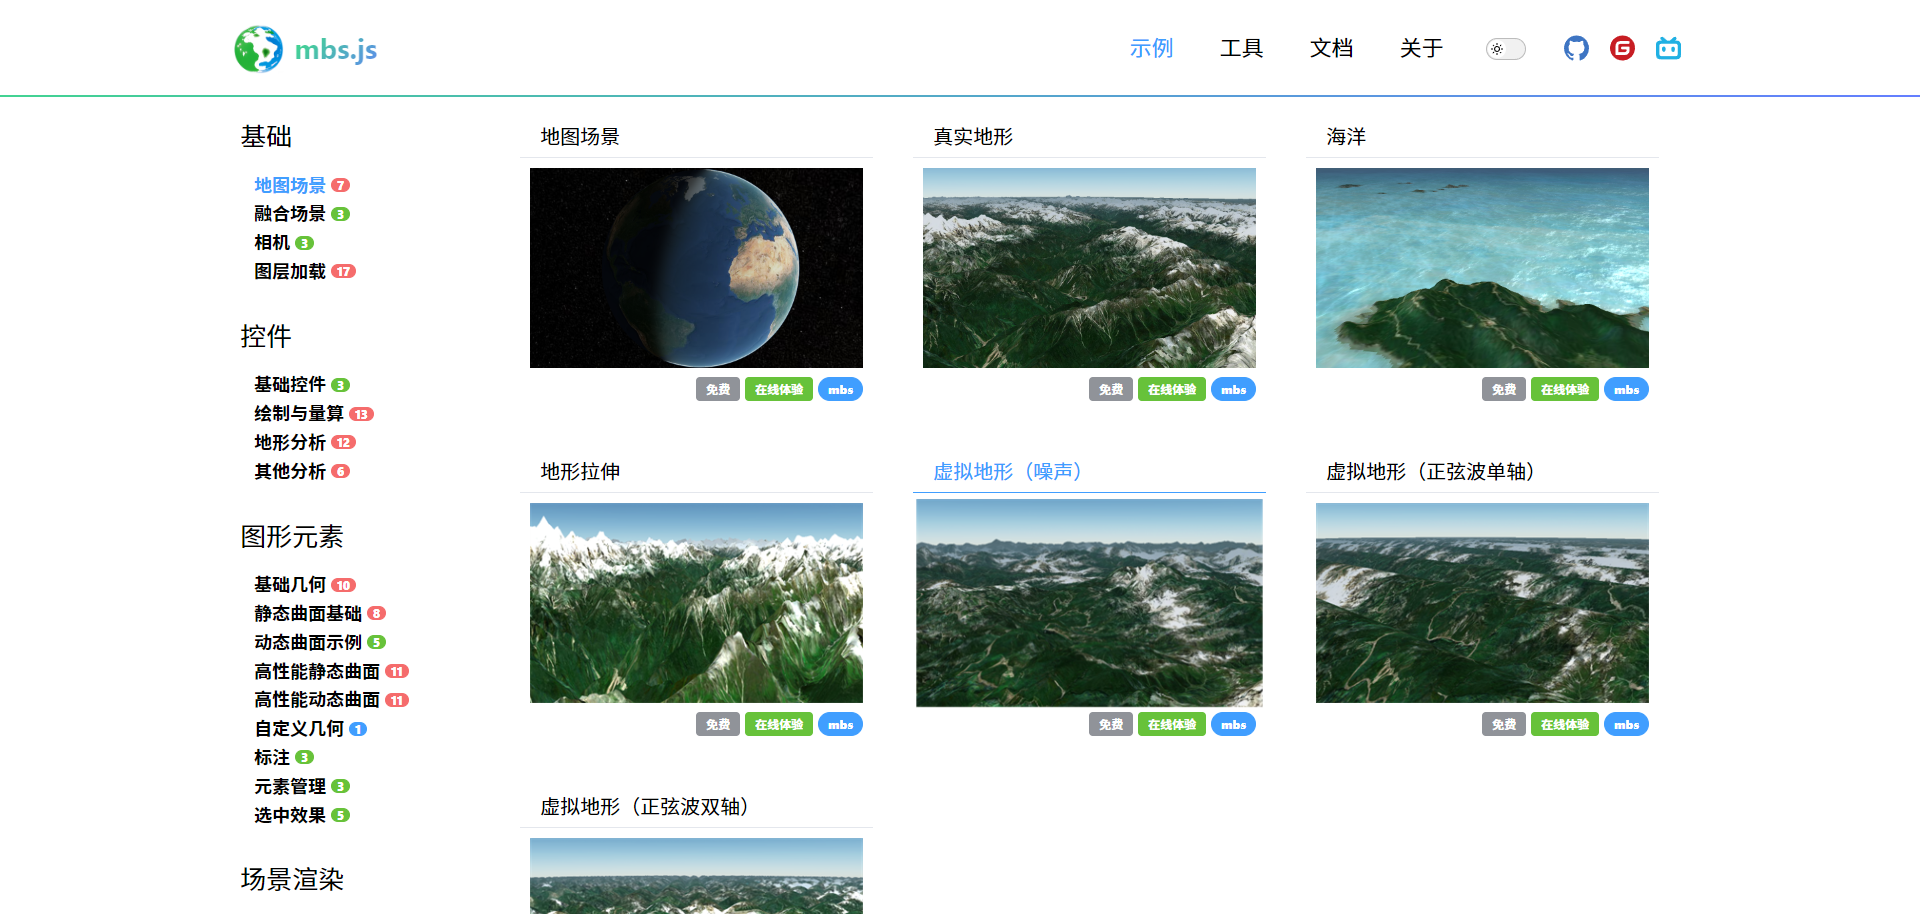 mbs.js
示例 工具 文档 关于
基础
地图场景 7
融合场景 3
相机 3
图层加载 17
控件
基础控件 3
绘制与量算 13
地形分析 12
其他分析 6
图形元素
基础几何 10
静态曲面基础 8
动态曲面示例 5
高性能静态曲面 11
高性能动态曲面 11
自定义几何 1
标注 3
元素管理 3
选中效果 5
场景渲染
地图场景
免费 在线体验 mbs
真实地形
免费 在线体验 mbs
海洋
免费 在线体验 mbs
地形拉伸
免费 在线体验 mbs
虚拟地形（噪声）
免费 在线体验 mbs
虚拟地形（正弦波单轴）
免费 在线体验 mbs
虚拟地形（正弦波双轴）